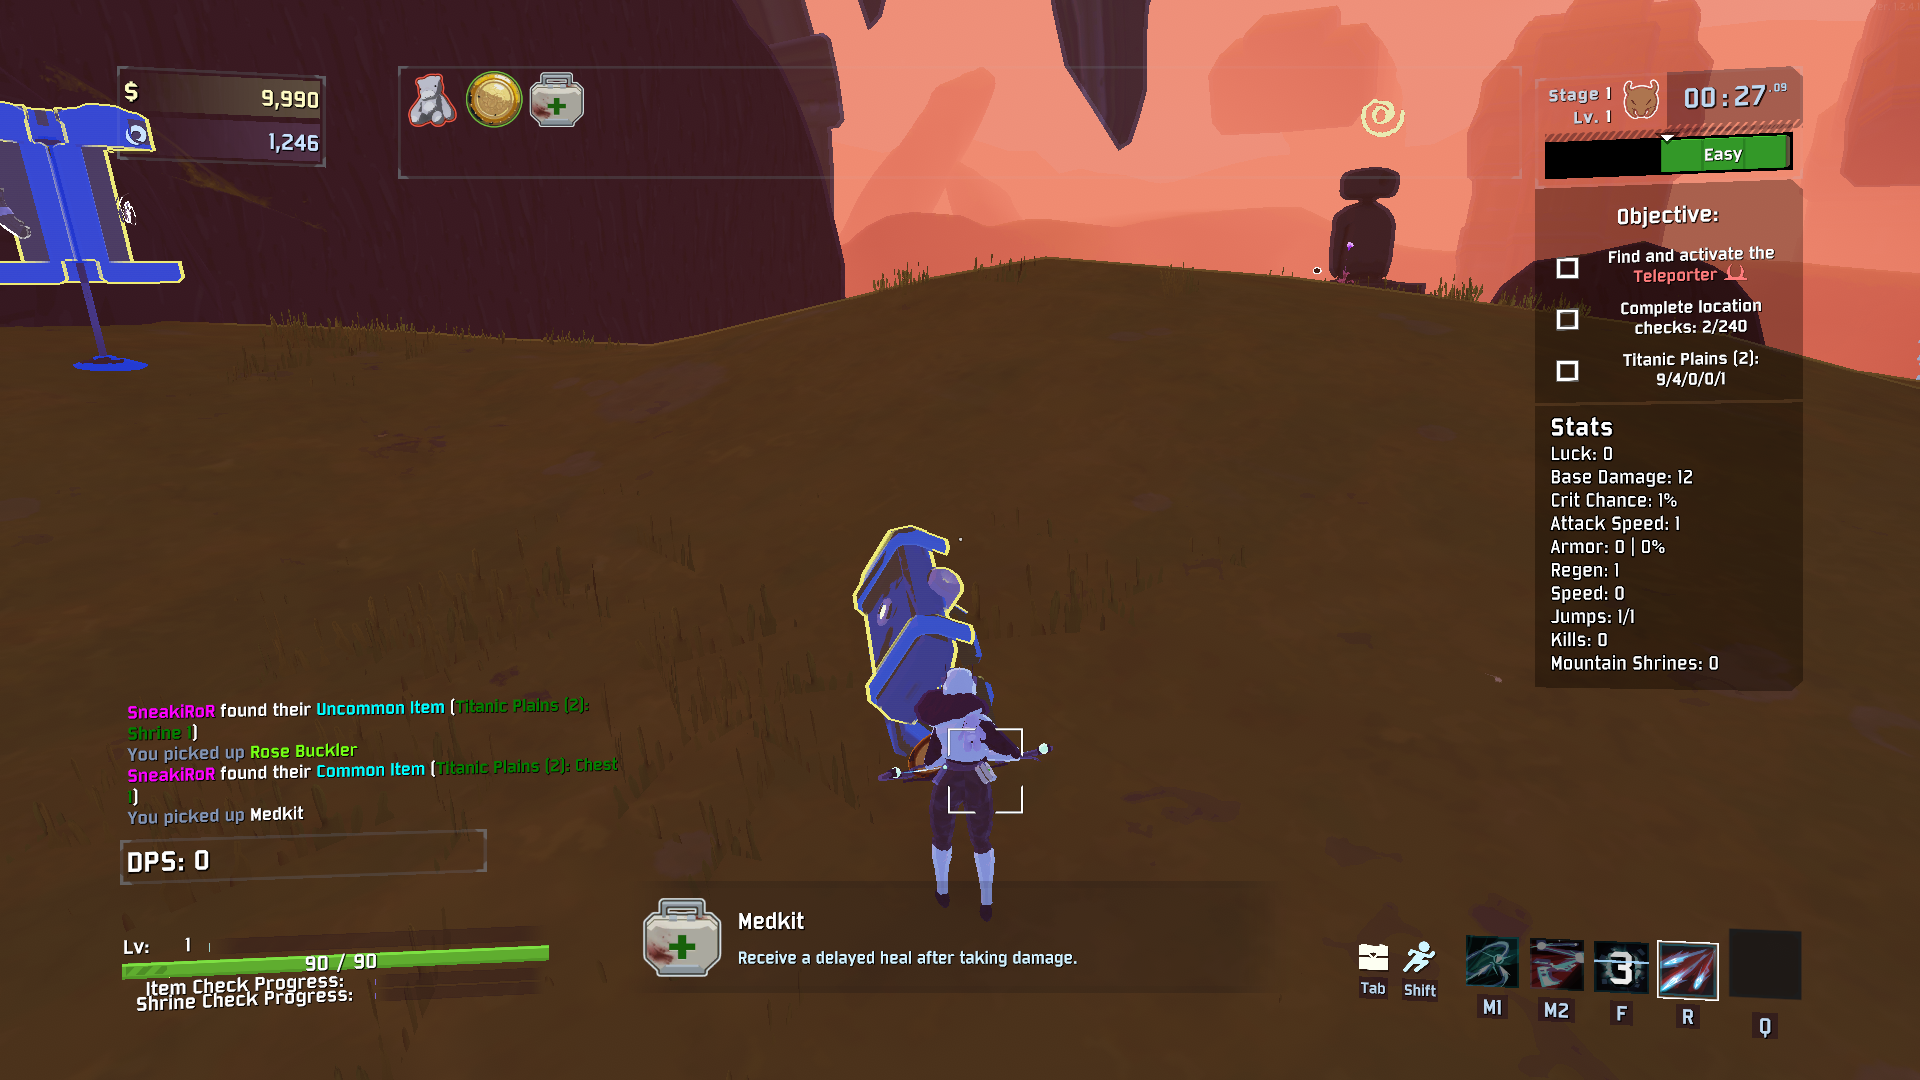 $ 9,990
1,246
Stage 1
Lv. 1
00:27.09
Easy
Objective:
Find and activate the
Teleporter
Complete location
checks: 2/240
Titanic Plains (2):
9/4/0/0/1
Stats
Luck: 0
Base Damage: 12
Crit Chance: 1%
Attack Speed: 1
Armor: 0 | 0%
Regen: 1
Speed: 0
Jumps: 1/1
Kills: 0
Mountain Shrines: 0
SneakiRoR found their Uncommon Item (Titanic Plains (2):
Shrine 1)
You picked up Rose Buckler
SneakiRoR found their Common Item (Titanic Plains (2): Chest
1)
You picked up Medkit
DPS: 0
Lv: 1
90 / 90
Item Check Progress:
Shrine Check Progress:
Medkit
Receive a delayed heal after taking damage.
3
Tab
Shift
M1
M2
F
R
Q